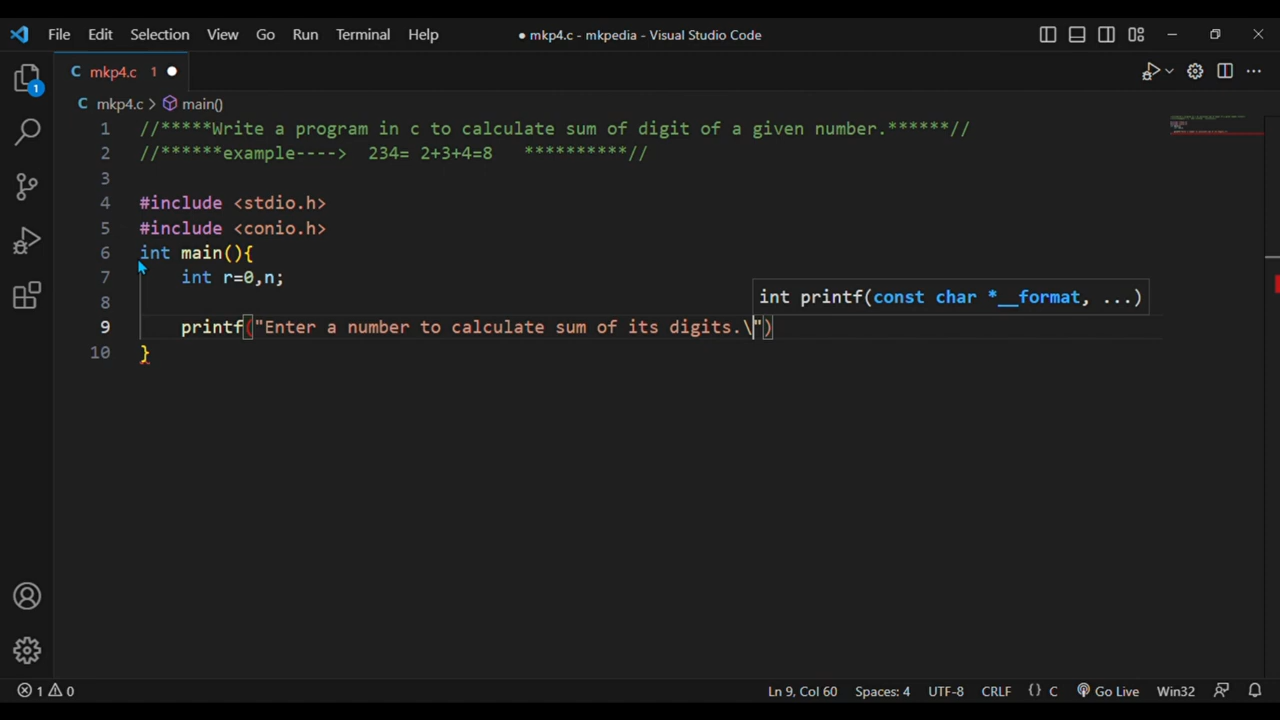 File Edit Selection View Go Run Terminal Help ● mkp4.c - mkpedia - Visual Studio Code
C mkp4.c 1 ●
C mkp4.c > main()
1 //*****Write a program in c to calculate sum of digit of a given number.******//
2 //******example----> 234= 2+3+4=8 **********//
3
4 #include <stdio.h>
5 #include <conio.h>
6 int main(){
7 int r=0,n;
8
int printf(const char *__format, ...)
9 printf("Enter a number to calculate sum of its digits.\")
10 }
1
1 0 Ln 9, Col 60 Spaces: 4 UTF-8 CRLF {} C Go Live Win32